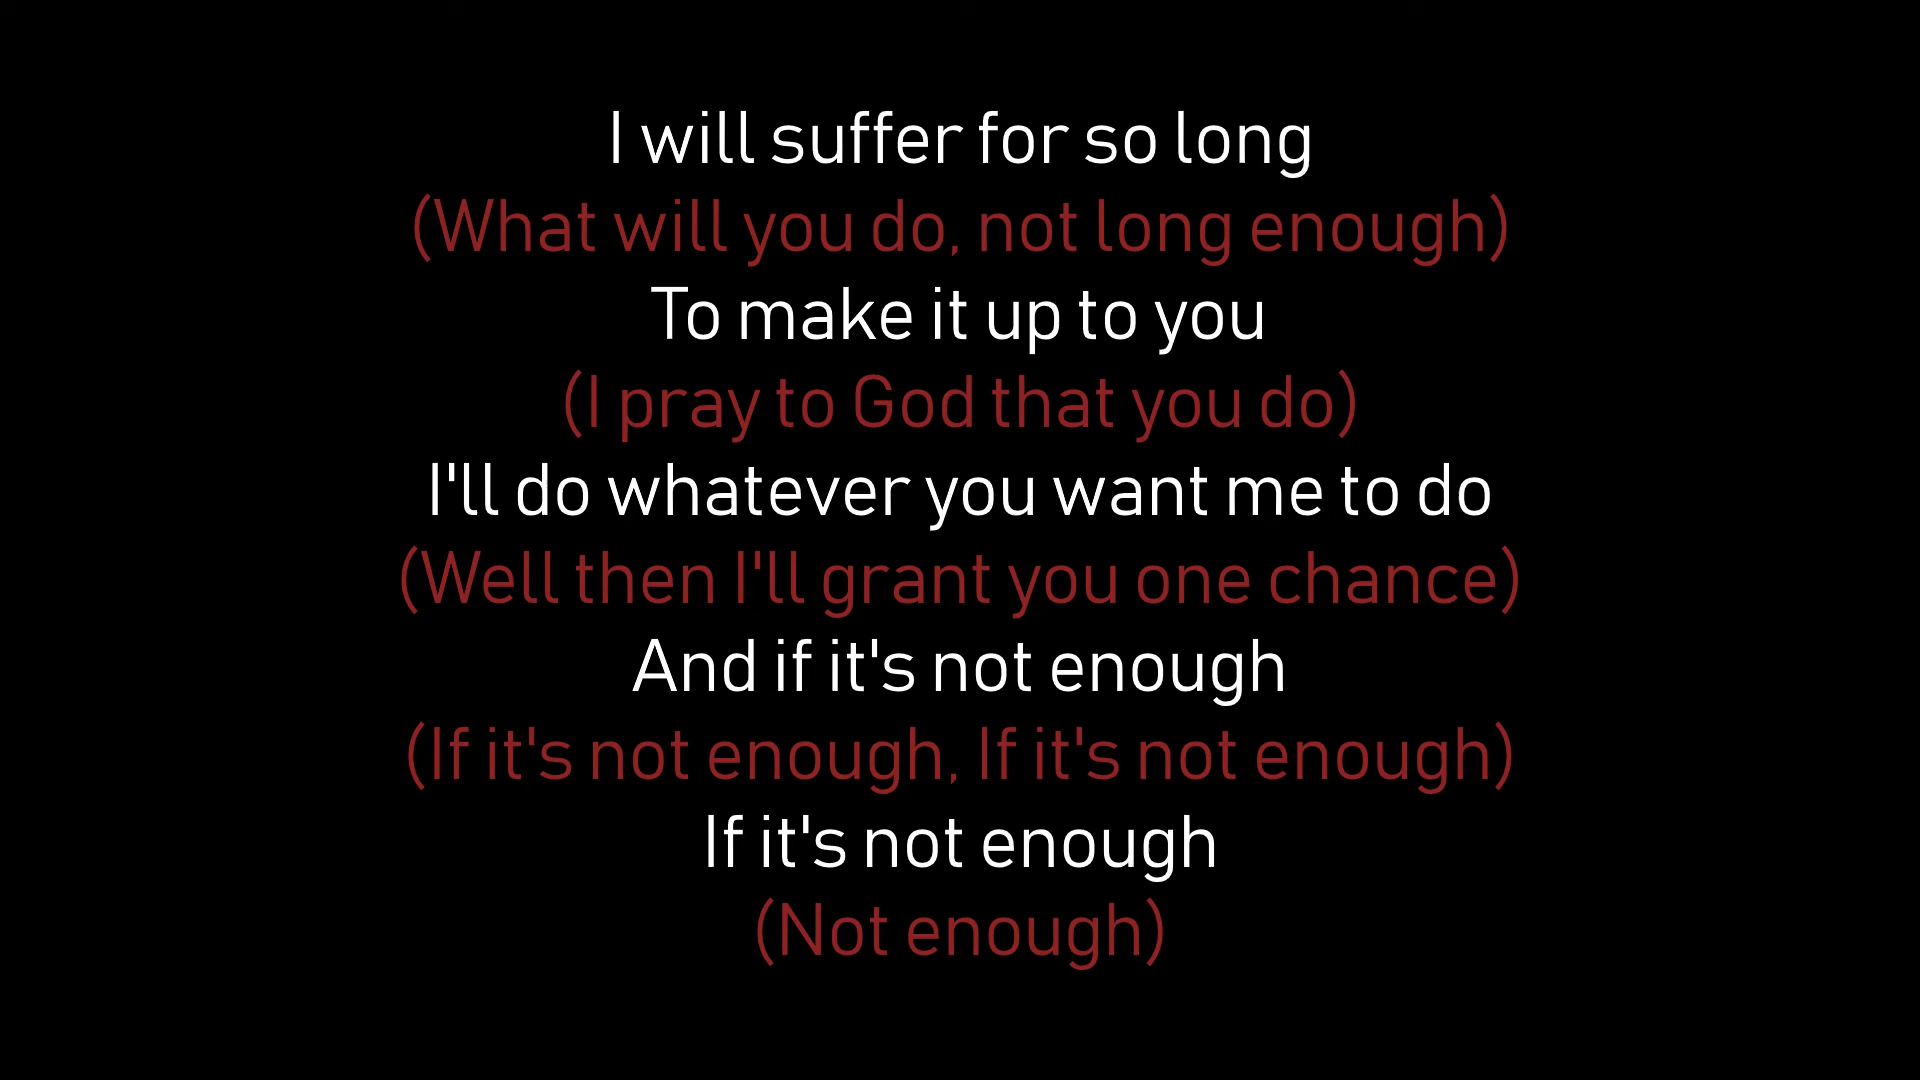 I will suffer for so long
(What will you do, not long enough)
To make it up to you
(I pray to God that you do)
I'll do whatever you want me to do
(Well then I'll grant you one chance)
And if it's not enough
(If it's not enough, If it's not enough)
If it's not enough
(Not enough)